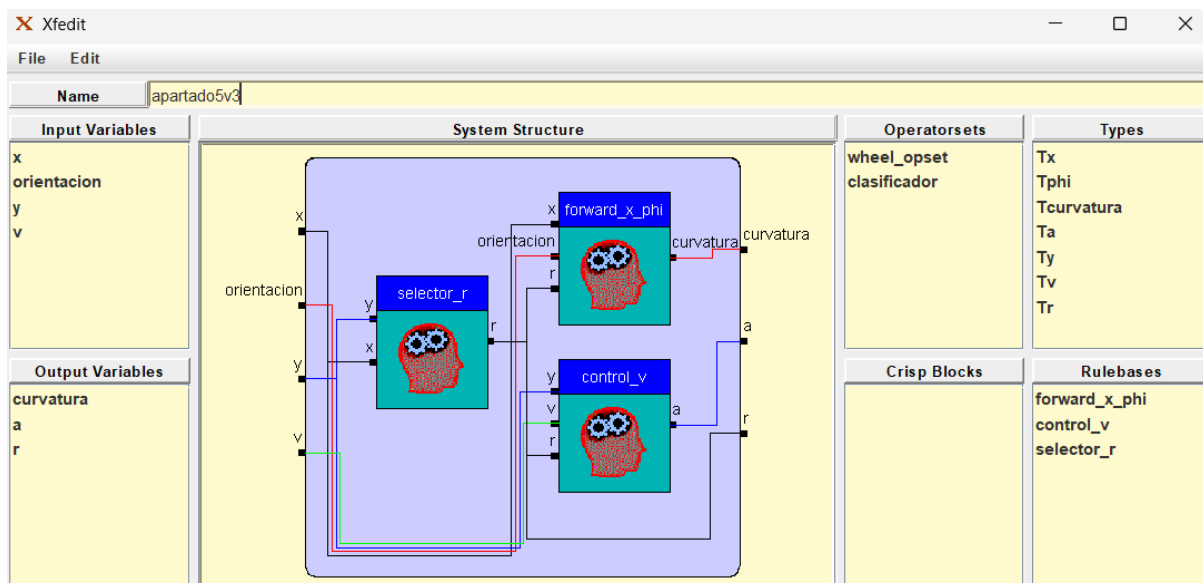 Xfedit
File Edit
Name apartado5v3
Input Variables
x
orientacion
y
v
Output Variables
curvatura
a
r
System Structure
x
orientacion
y
v
y
x
selector_r
r
x
orientacion
r
forward_x_phi
curvatura
y
v
r
control_v
a
curvatura
a
r
Operatorsets
wheel_opset
clasificador
Types
Tx
Tphi
Tcurvatura
Ta
Ty
Tv
Tr
Crisp Blocks
Rulebases
forward_x_phi
control_v
selector_r